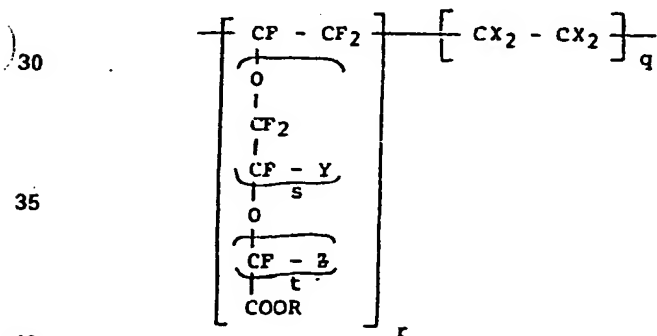 CF - CF₂ CX₂ - CX₂
30 q
O
CF₂
CF - Y
35 s
O
CF - Z
t
COOR
r